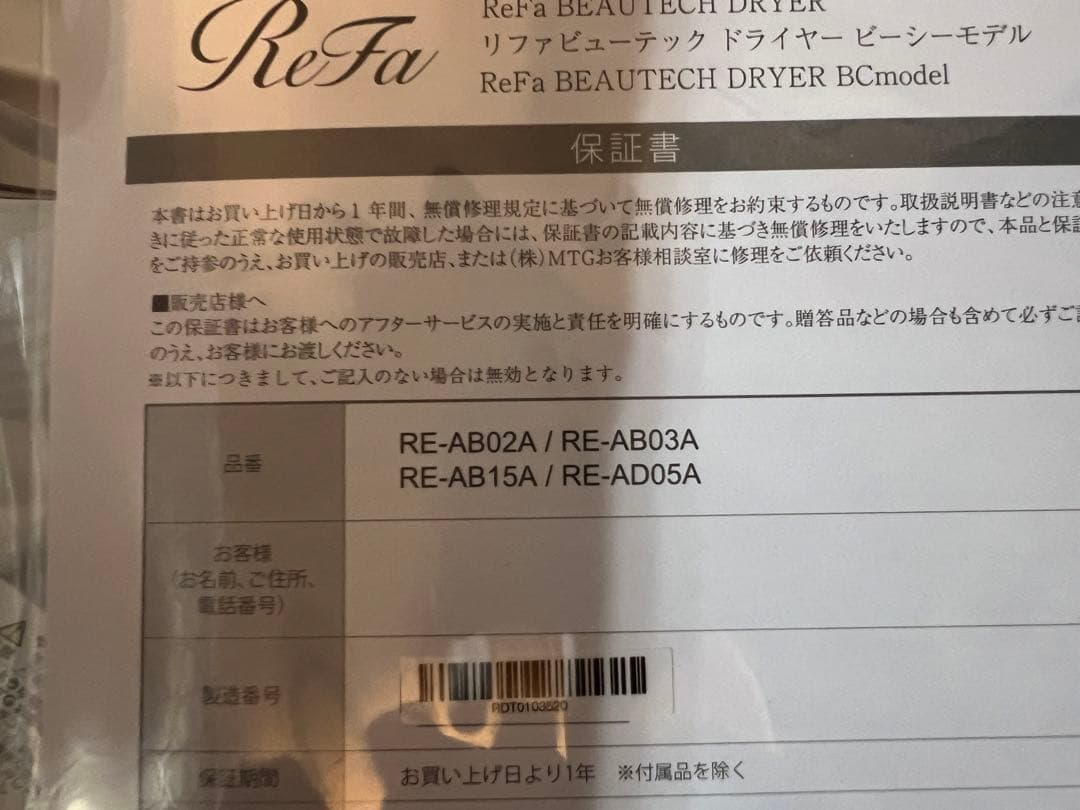 ReFa
ReFa BEAUTECH DRYER
リファビューテック ドライヤー ビーシーモデル
ReFa BEAUTECH DRYER BCmodel
保証書
本書はお買い上げ日から1年間、無償修理規定に基づいて無償修理をお約束するものです。取扱説明書などの注意
きに従った正常な使用状態で故障した場合には、保証書の記載内容に基づき無償修理をいたしますので、本品と保証
をご持参のうえ、お買い上げの販売店、または(株)MTGお客様相談室に修理をご依頼ください。
■販売店様へ
この保証書はお客様へのアフターサービスの実施と責任を明確にするものです。贈答品などの場合も含めて必ずご記
のうえ、お客様にお渡しください。
※以下につきまして、ご記入のない場合は無効となります。
品番
RE-AB02A / RE-AB03A
RE-AB15A / RE-AD05A
お客様
(お名前、ご住所、
電話番号)
製造番号
RDT0103520
保証期間
お買い上げ日より1年 ※付属品を除く